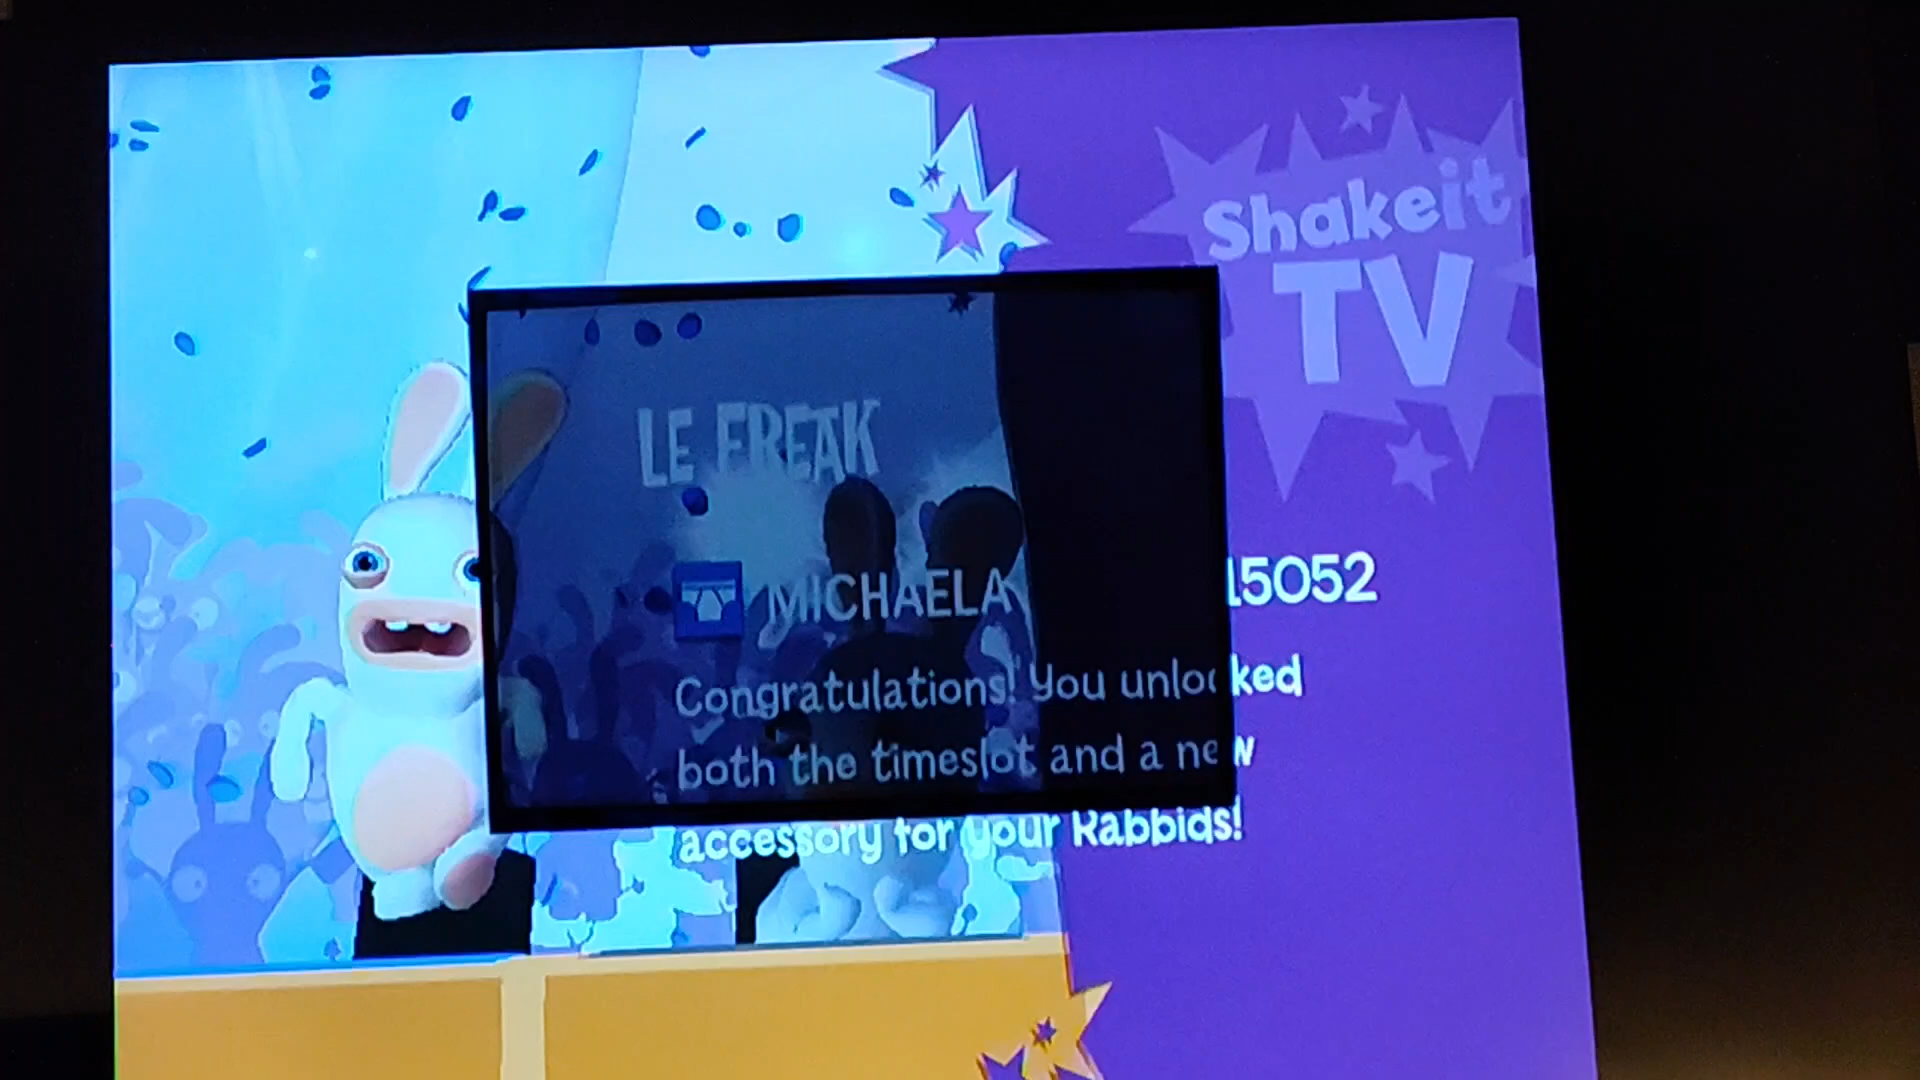 Shakeit
TV
LE FREAK
MICHAELA 15052
Congratulations! You unlocked
both the timeslot and a new
accessory for your Rabbids!